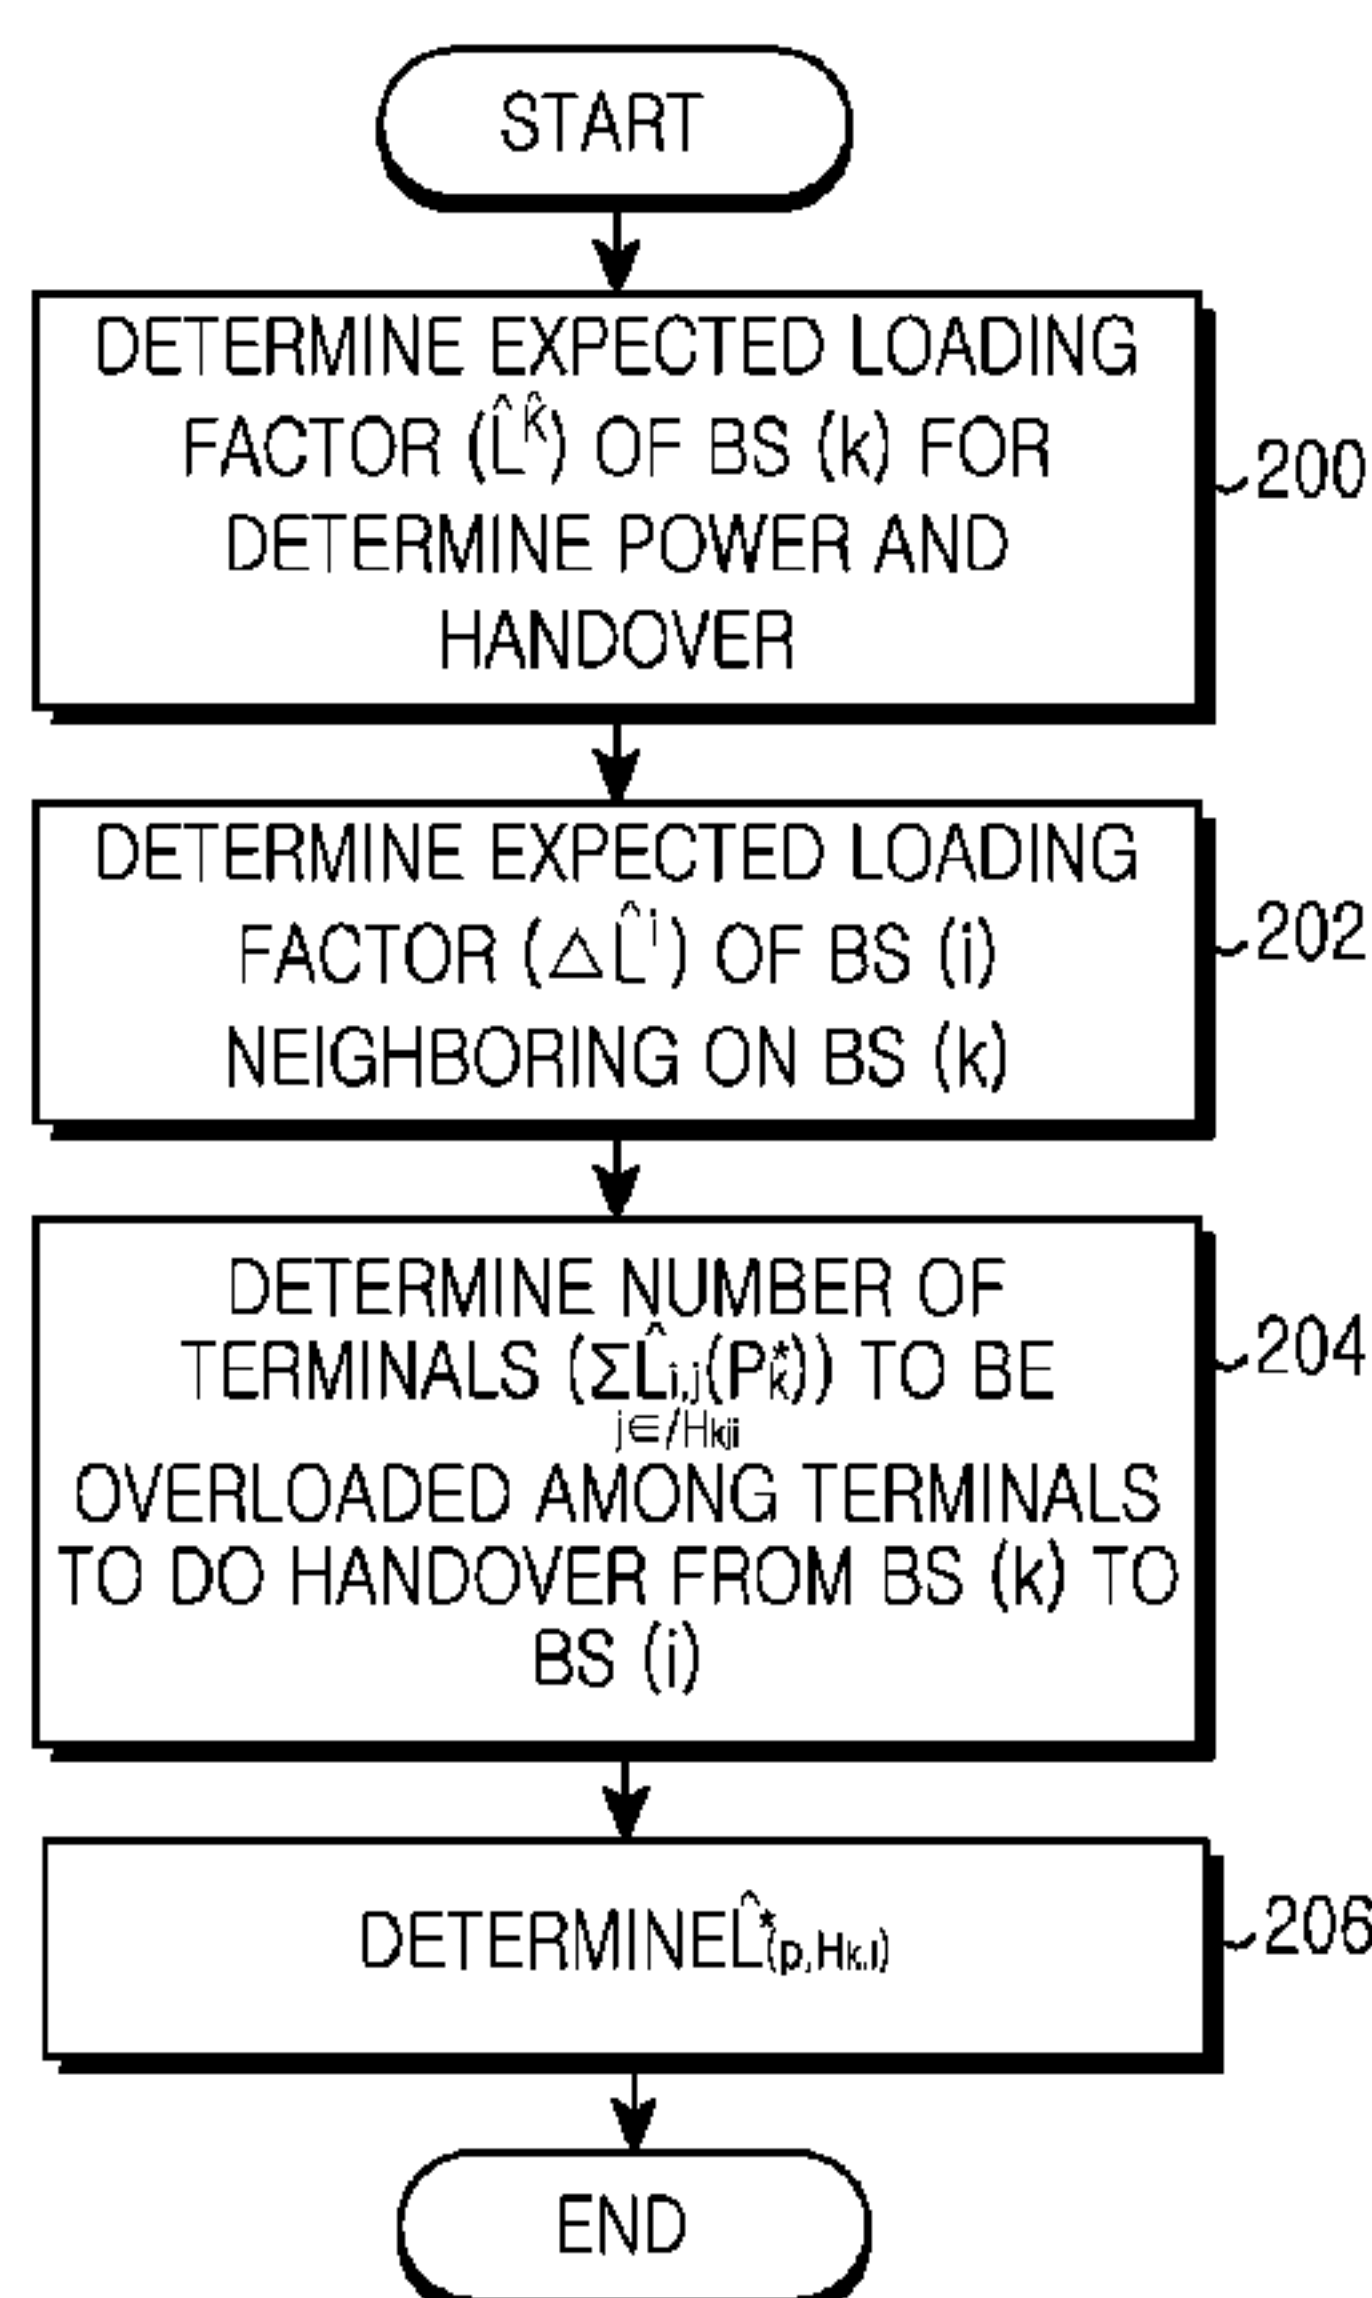 START
DETERMINE EXPECTED LOADING
FACTOR (L̂^k̂) OF BS (k) FOR
DETERMINE POWER AND
HANDOVER
200
DETERMINE EXPECTED LOADING
FACTOR (△L̂^i) OF BS (i)
NEIGHBORING ON BS (k)
202
DETERMINE NUMBER OF
TERMINALS (ΣL̂i,j(P*k)) TO BE
j∈/Hkji
OVERLOADED AMONG TERMINALS
TO DO HANDOVER FROM BS (k) TO
BS (i)
204
DETERMINEL̂*(p,Hk,i)
206
END